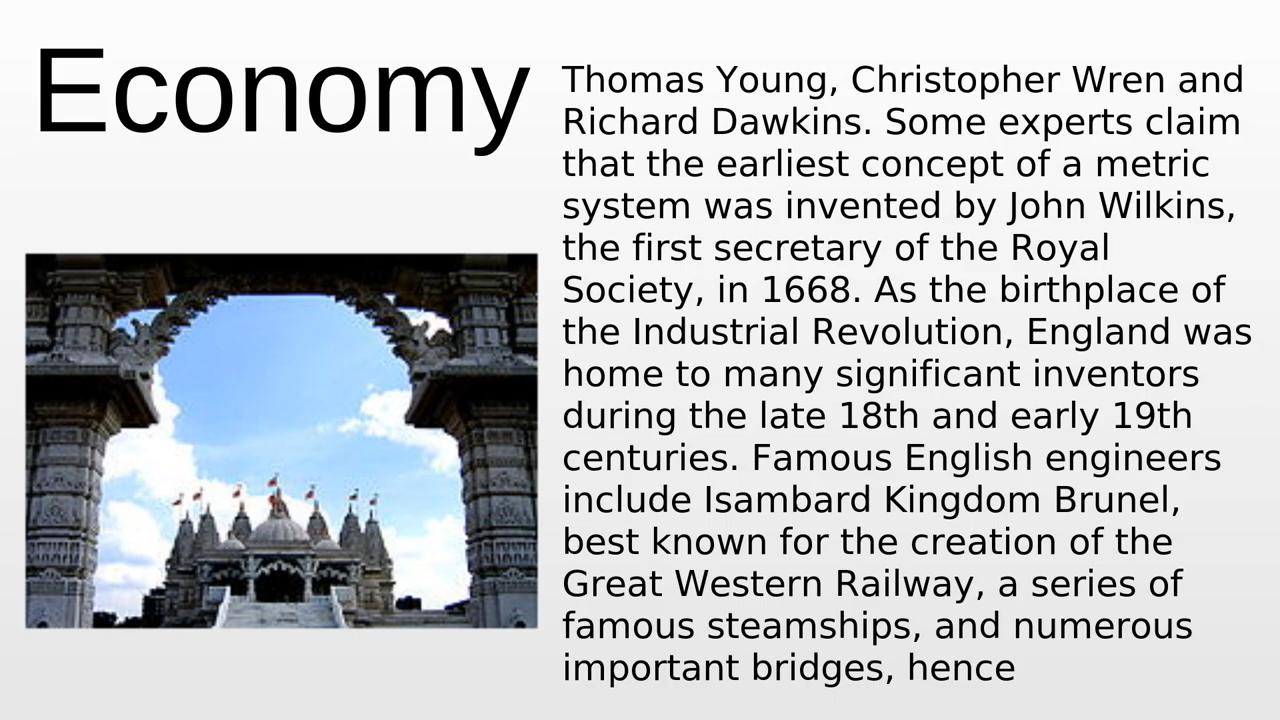 Economy
Thomas Young, Christopher Wren and
Richard Dawkins. Some experts claim
that the earliest concept of a metric
system was invented by John Wilkins,
the first secretary of the Royal
Society, in 1668. As the birthplace of
the Industrial Revolution, England was
home to many significant inventors
during the late 18th and early 19th
centuries. Famous English engineers
include Isambard Kingdom Brunel,
best known for the creation of the
Great Western Railway, a series of
famous steamships, and numerous
important bridges, hence